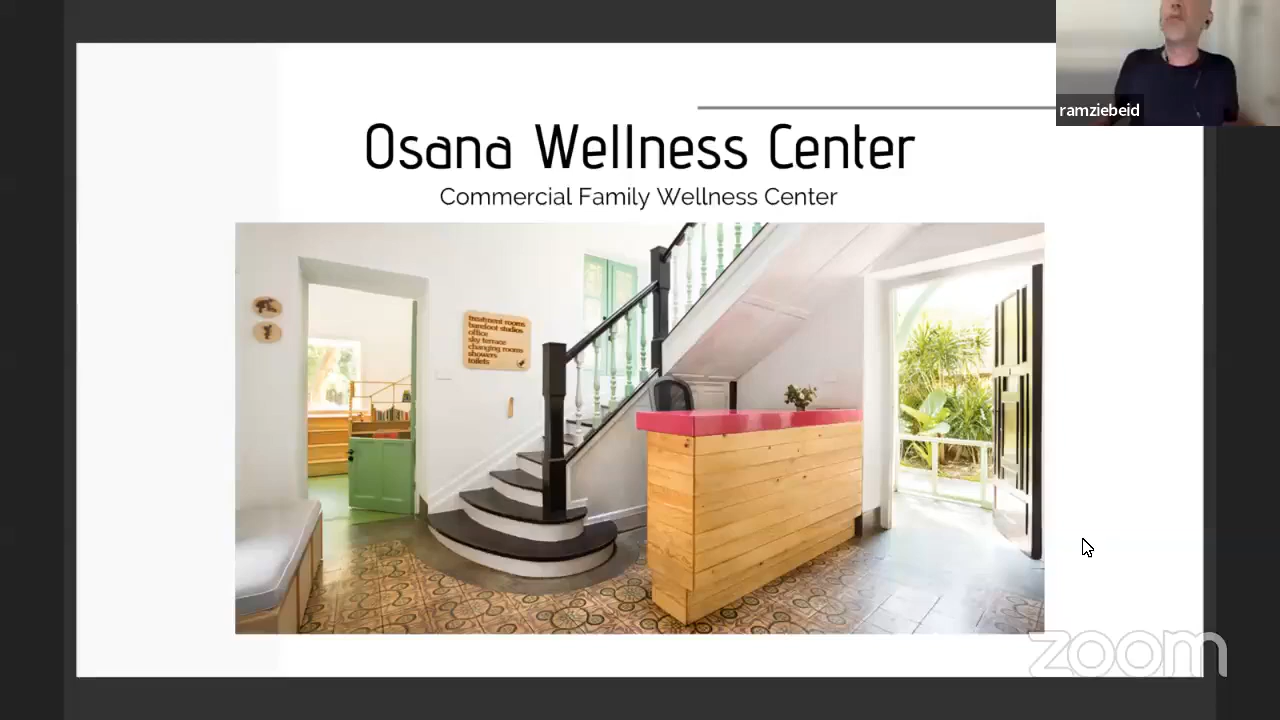 ramziebeid
Osana Wellness Center
Commercial Family Wellness Center
treatment rooms
barefoot studios
office
sky terrace
changing rooms
showers
toilets
zoom